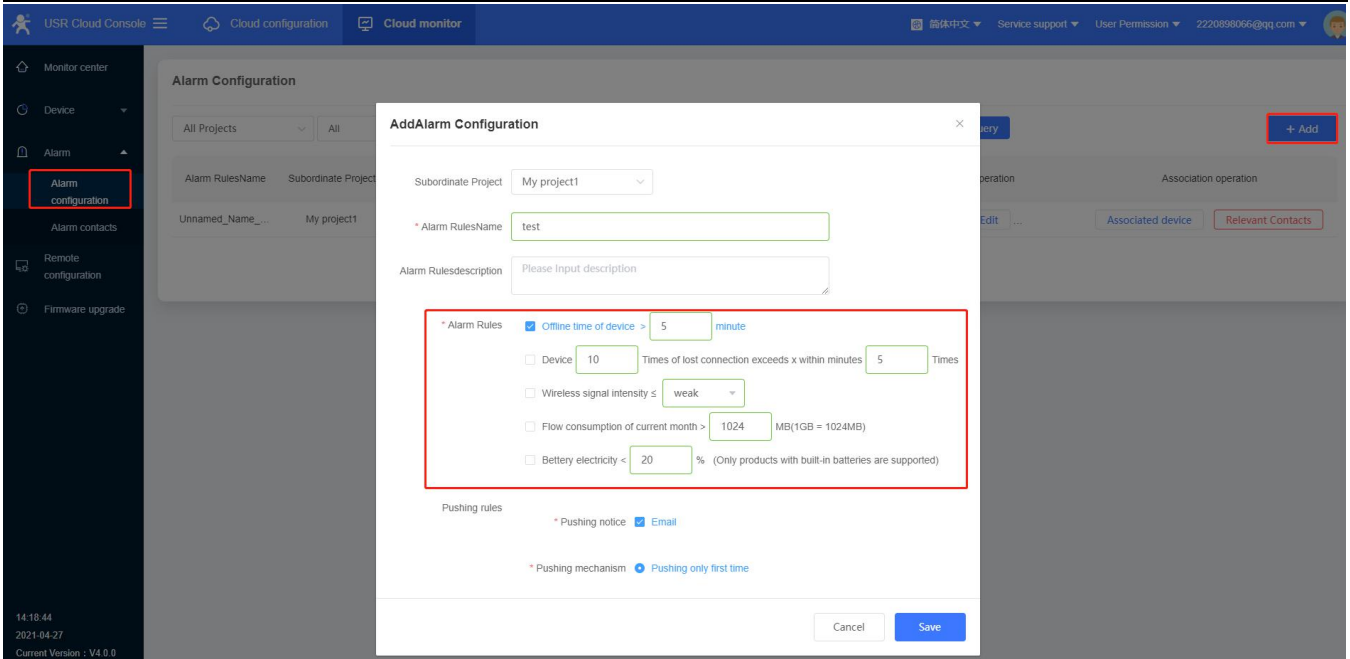 USR Cloud Console Cloud configuration Cloud monitor 简体中文 Service support User Permission 2220898066@qq.com
Monitor center
Device
Alarm
Alarm configuration
Alarm contacts
Remote configuration
Firmware upgrade
14:18:44
2021-04-27
Current Version：V4.0.0
Alarm Configuration
All Projects All + Add
Alarm RulesName Subordinate Project Association operation
Unnamed_Name_... My project1 Edit ... Associated device Relevant Contacts
AddAlarm Configuration ×
Subordinate Project My project1
* Alarm RulesName test
Alarm Rulesdescription Please Input description
* Alarm Rules Offline time of device > 5 minute
Device 10 Times of lost connection exceeds x within minutes 5 Times
Wireless signal intensity ≤ weak
Flow consumption of current month > 1024 MB(1GB = 1024MB)
Bettery electricity < 20 % (Only products with built-in batteries are supported)
Pushing rules
* Pushing notice Email
* Pushing mechanism Pushing only first time
Cancel Save